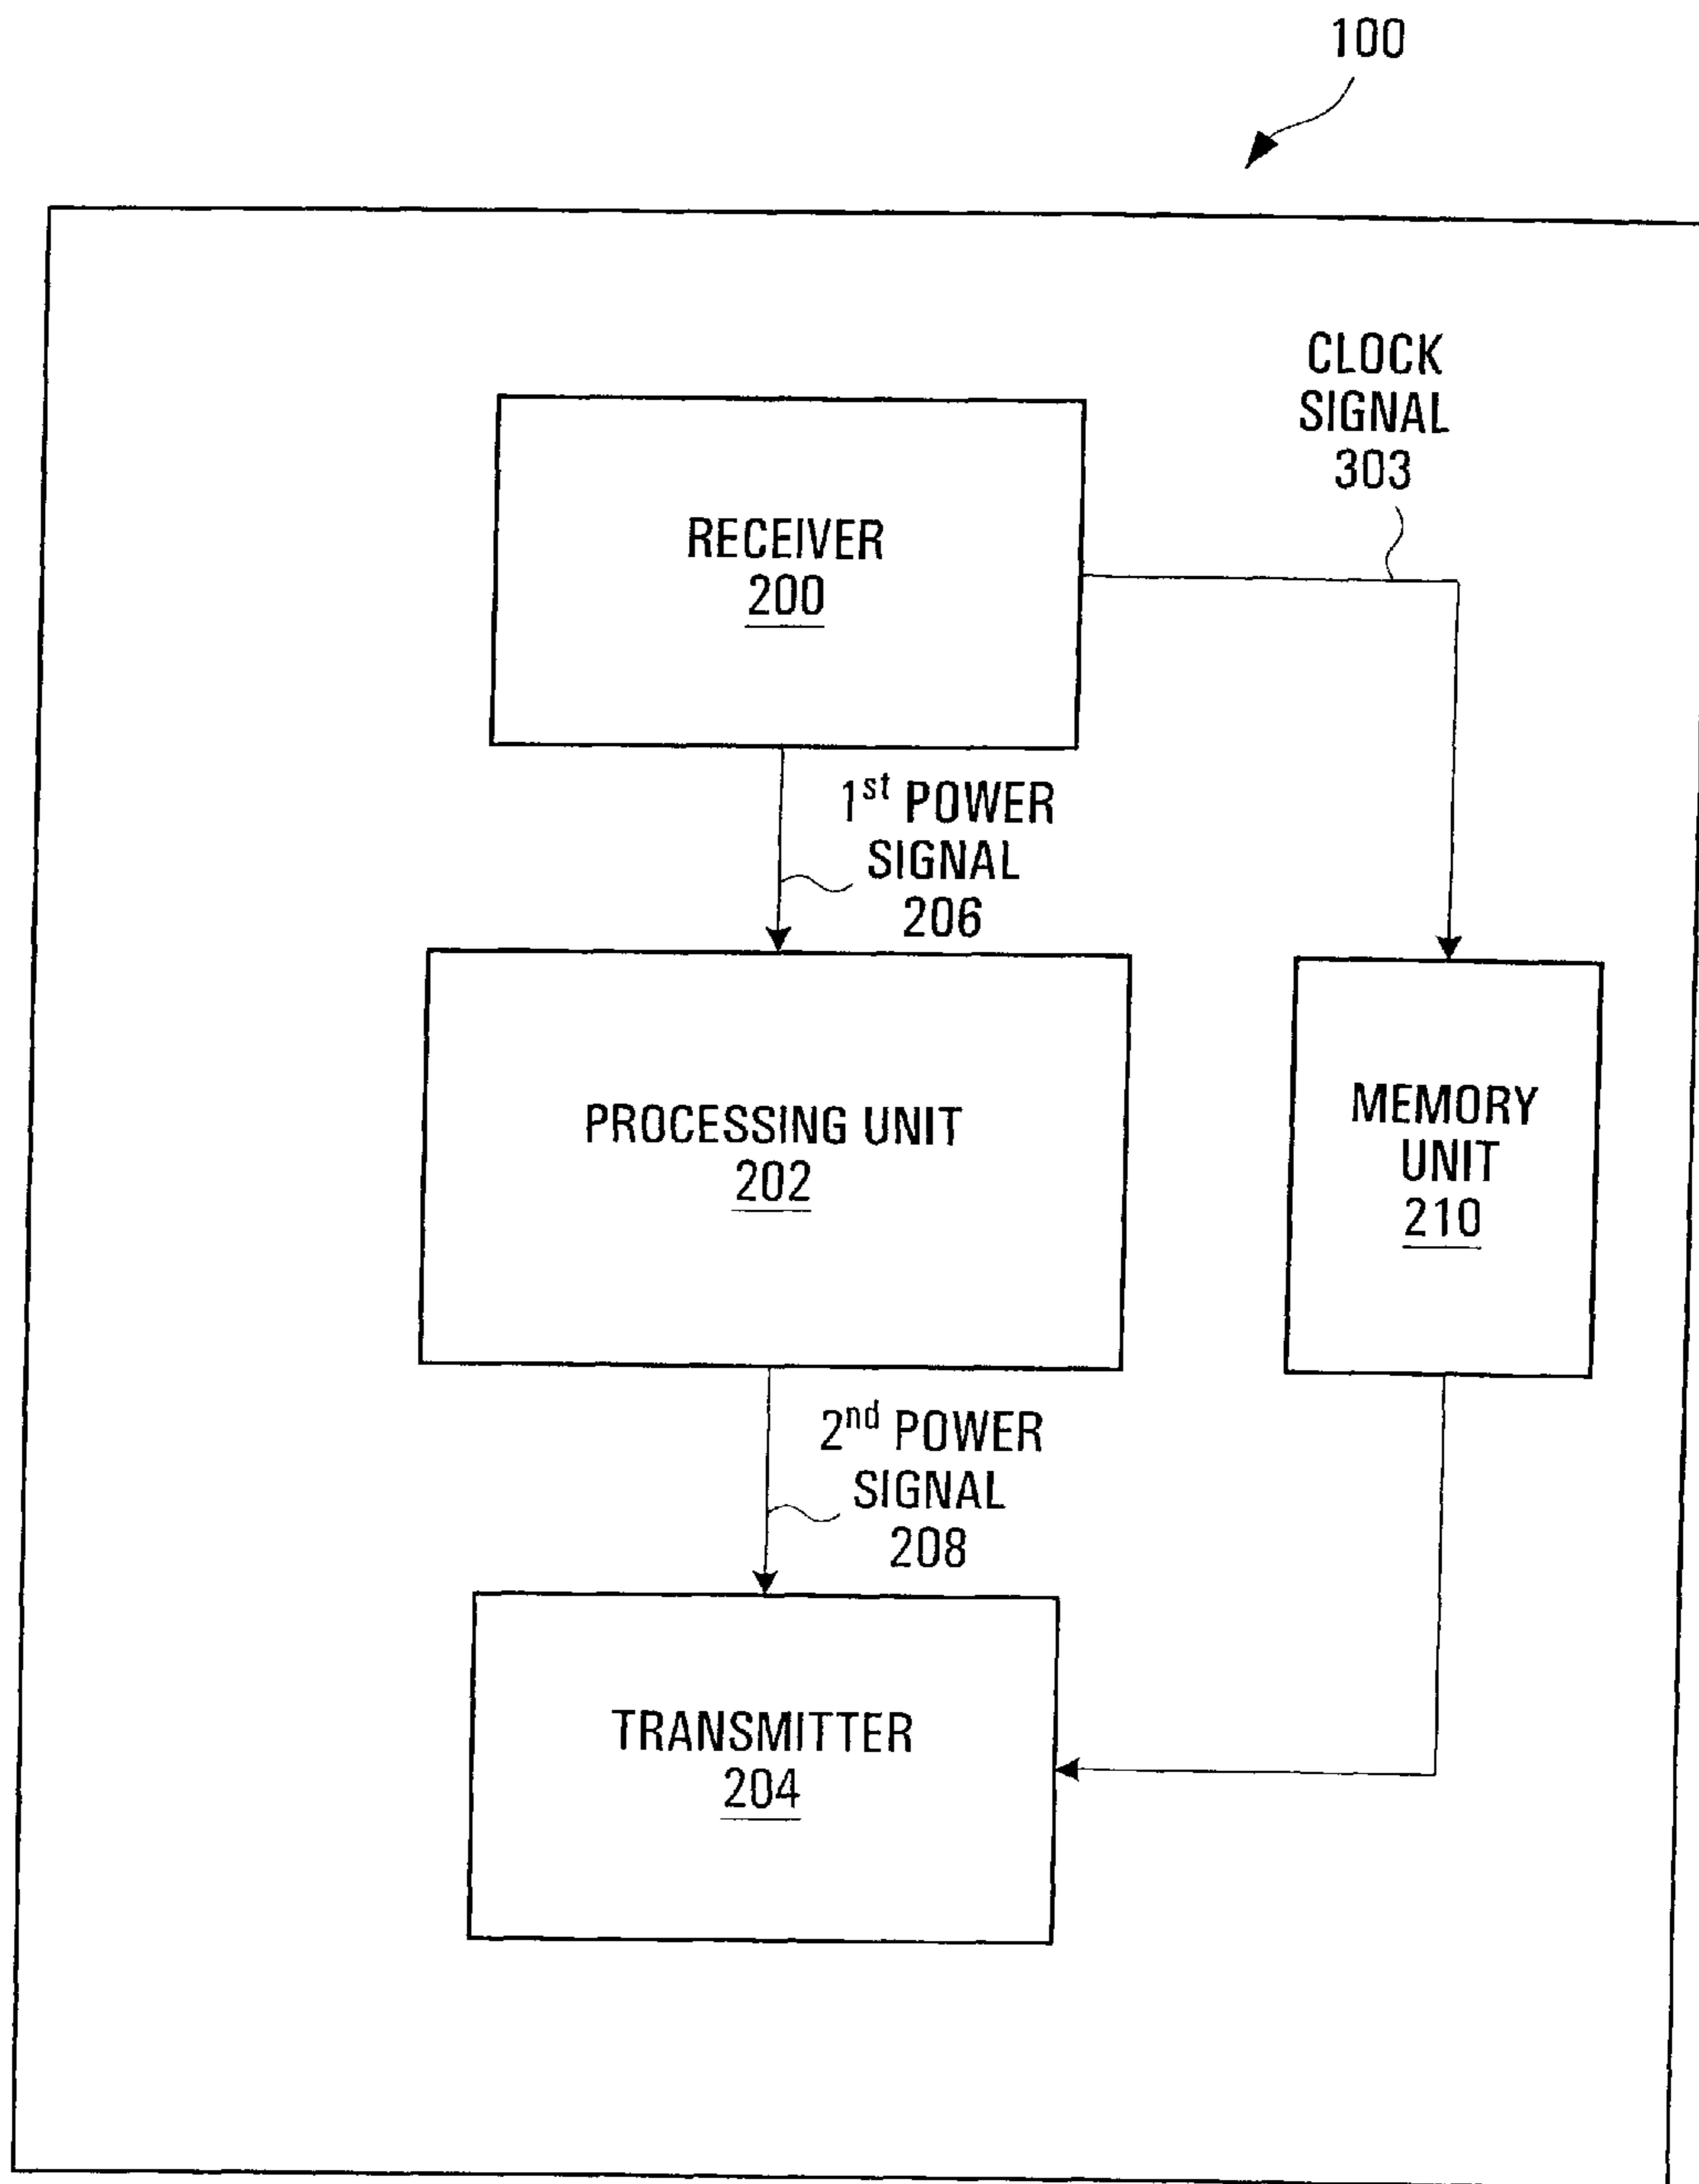 100
CLOCK
SIGNAL
303
RECEIVER
200
1st POWER
SIGNAL
206
PROCESSING UNIT
202
MEMORY
UNIT
210
2nd POWER
SIGNAL
208
TRANSMITTER
204